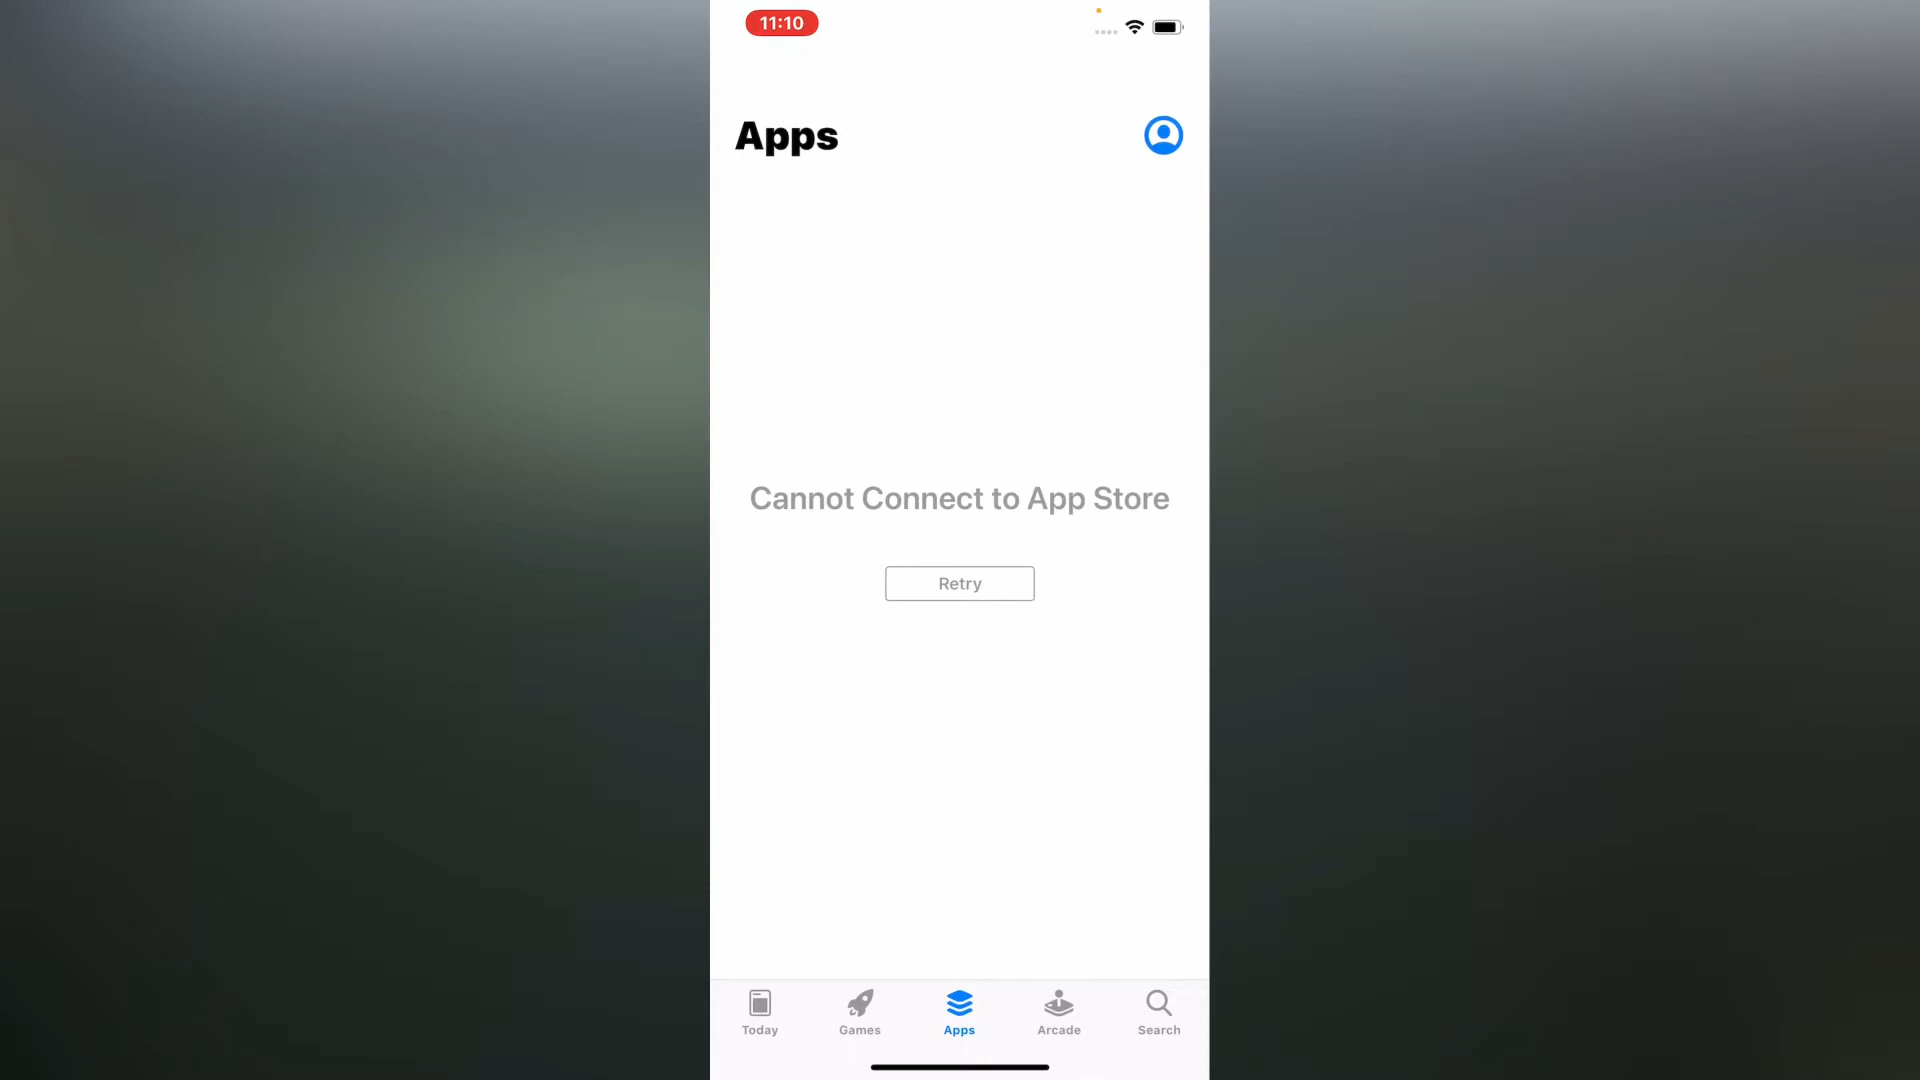 11:10
Apps
Cannot Connect to App Store
Retry
Today
Games
Apps
Arcade
Search